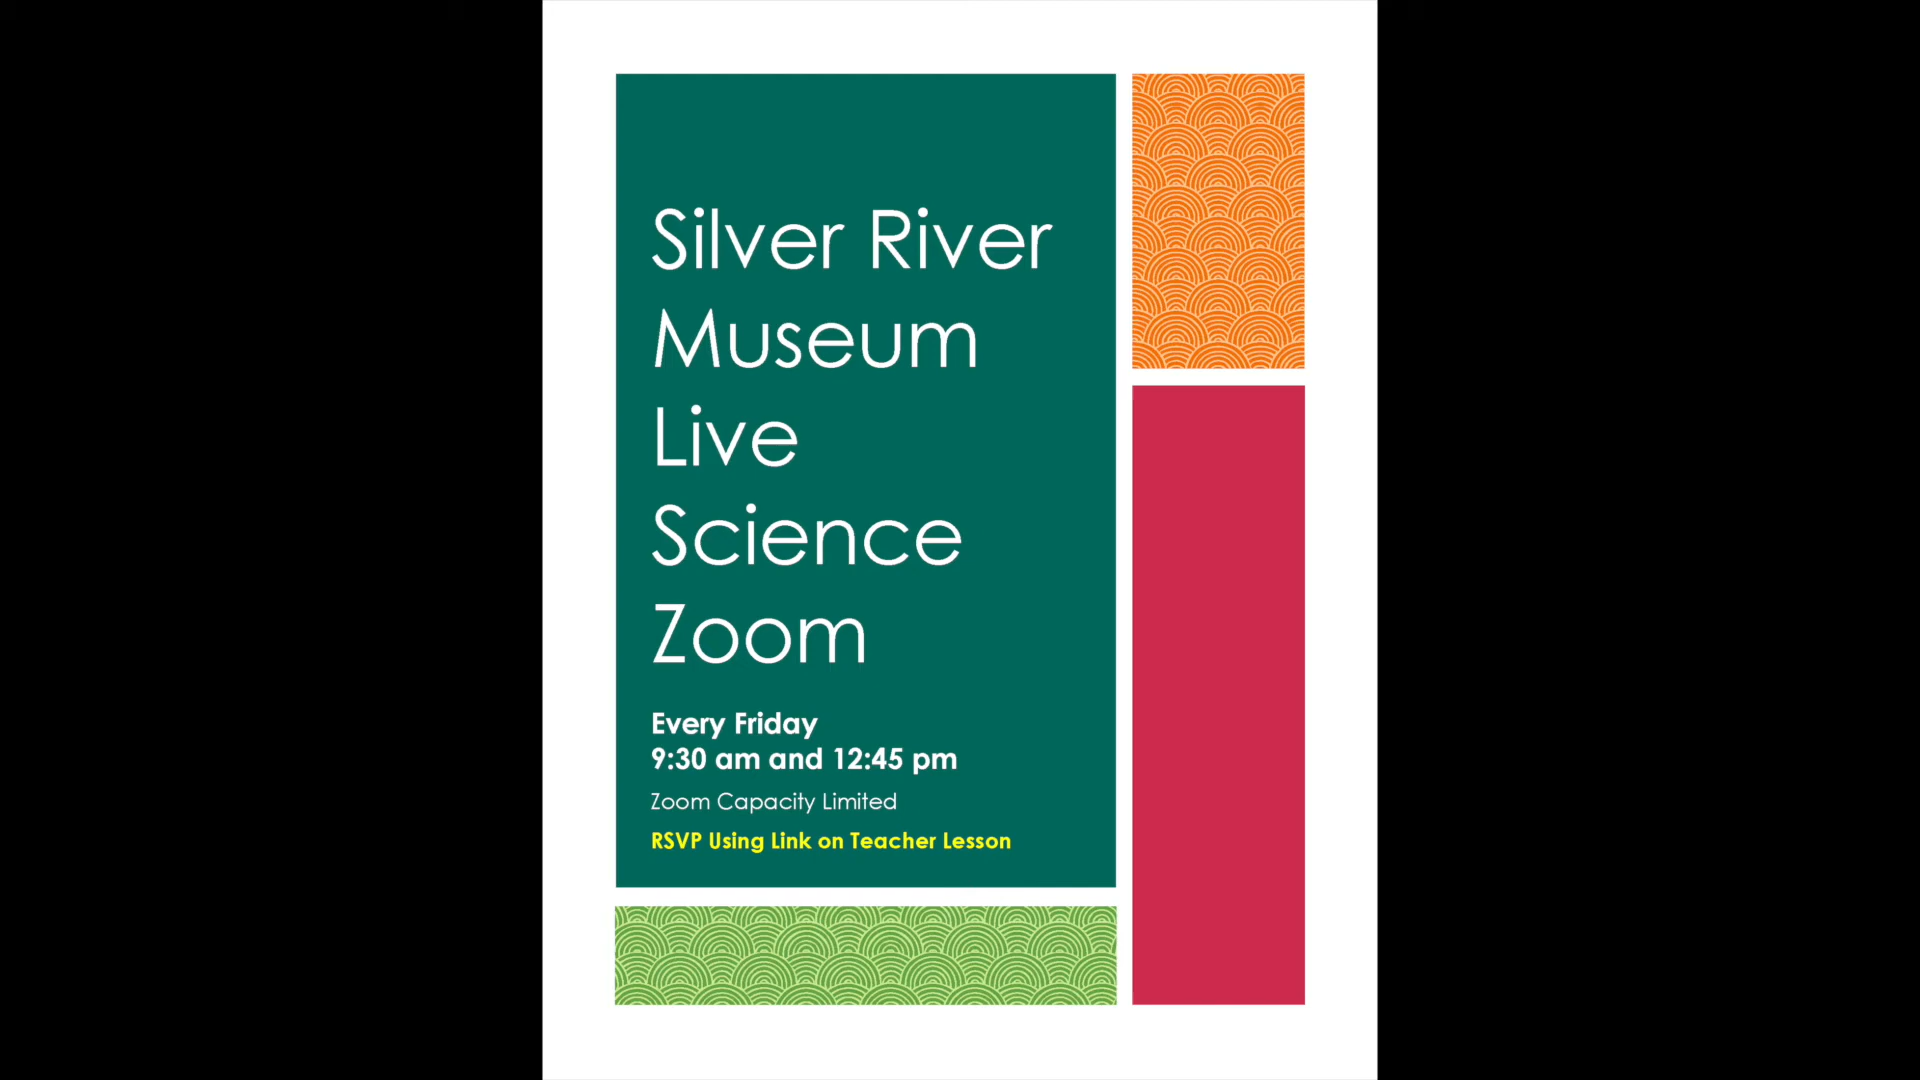 Silver River
Museum
Live
Science
Zoom
Every Friday
9:30 am and 12:45 pm
Zoom Capacity Limited
RSVP Using Link on Teacher Lesson